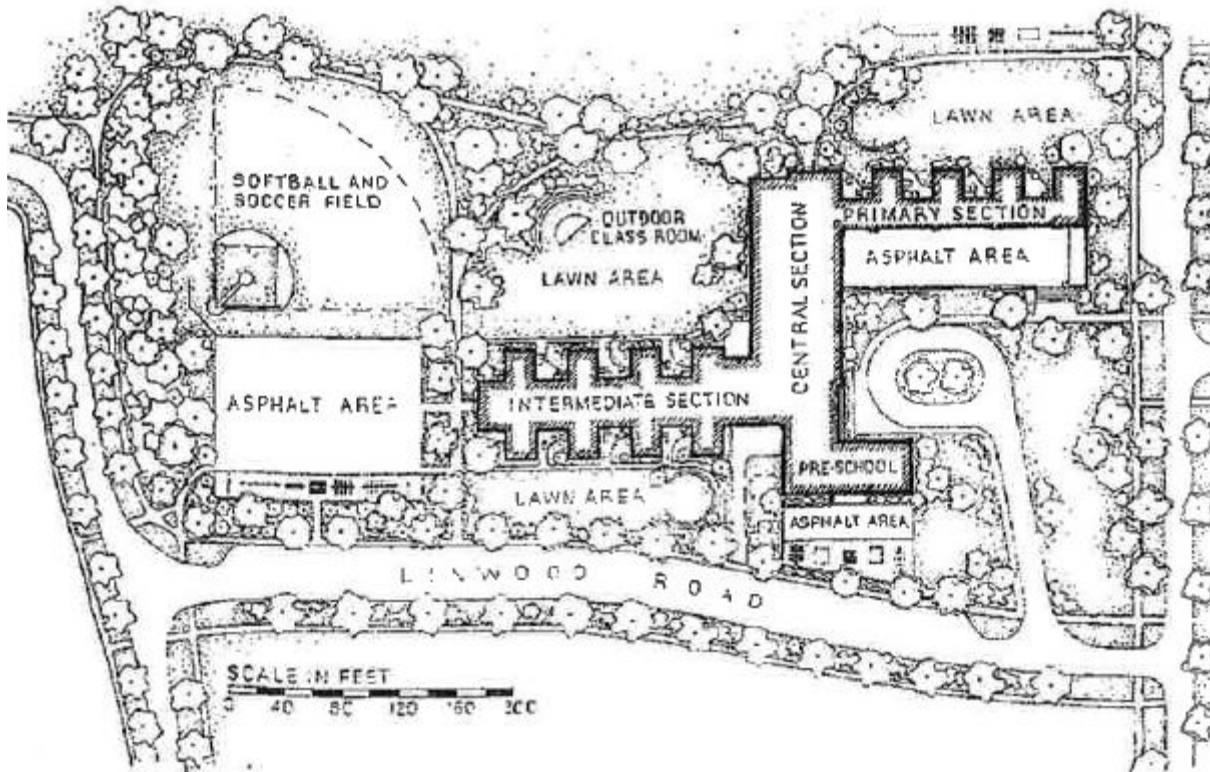 LAWN AREA
SOFTBALL AND
SOCCER FIELD
OUTDOOR
CLASS ROOM
LAWN AREA
PRIMARY SECTION
ASPHALT AREA
CENTRAL SECTION
ASPHALT AREA
INTERMEDIATE SECTION
PRE-SCHOOL
LAWN AREA
ASPHALT AREA
LINWOOD ROAD
SCALE IN FEET
0 40 80 120 160 200